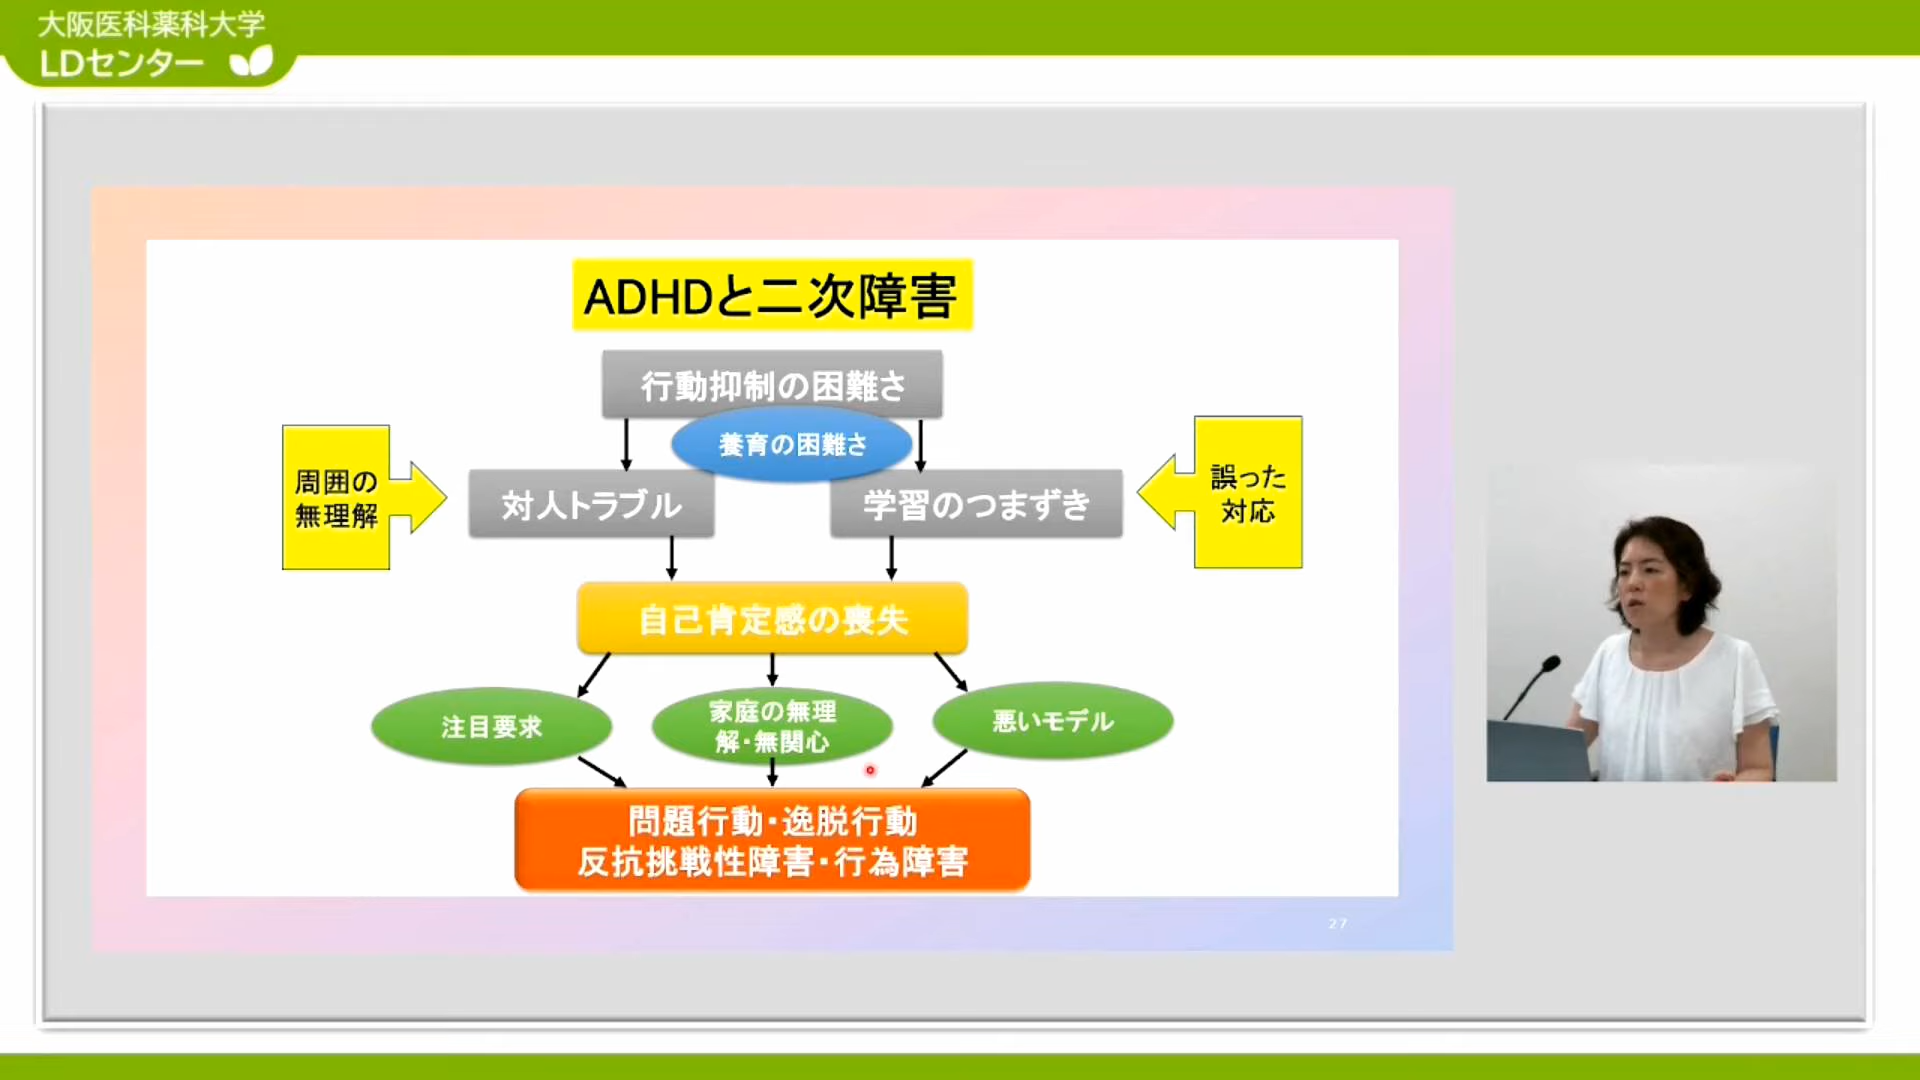 大阪医科薬科大学
LDセンター
ADHDと二次障害
行動抑制の困難さ
養育の困難さ
周囲の
無理解
対人トラブル
学習のつまずき
誤った
対応
自己肯定感の喪失
注目要求
家庭の無理
解・無関心
悪いモデル
問題行動・逸脱行動
反抗挑戦性障害・行為障害
27